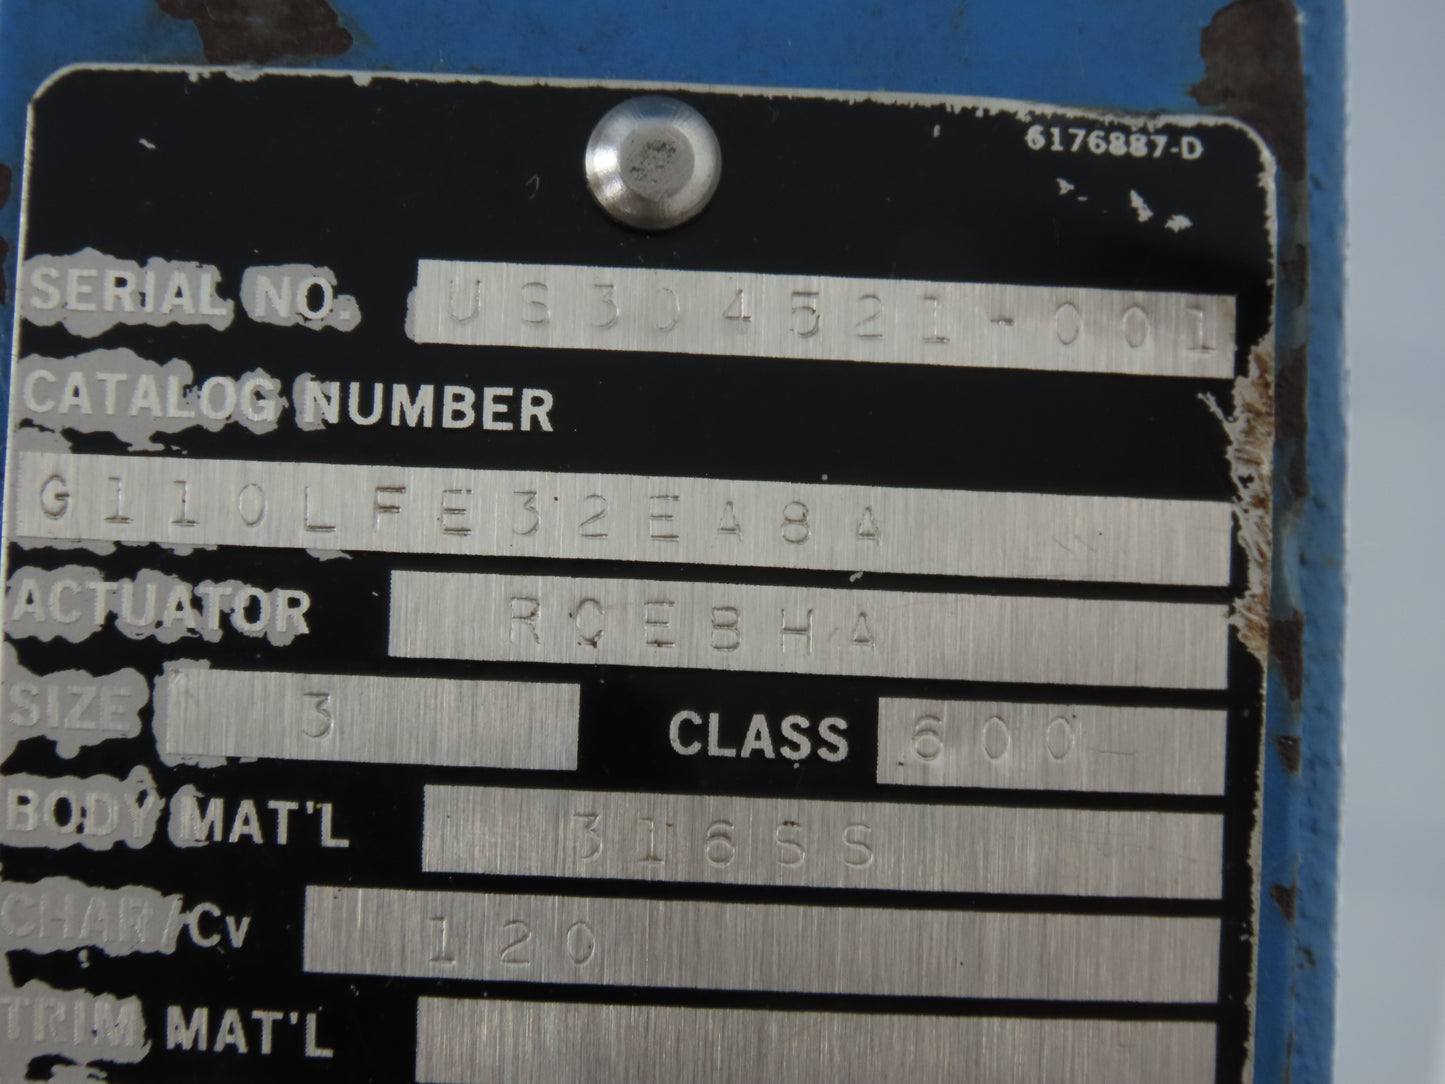 6176887-D
SERIAL NO. US304521-001
CATALOG NUMBER
G110LFE32EA8A
ACTUATOR RCEBHA
SIZE 3 CLASS 600-
BODY MAT'L 316SS
CHAR/Cv 120
TRIM MAT'L